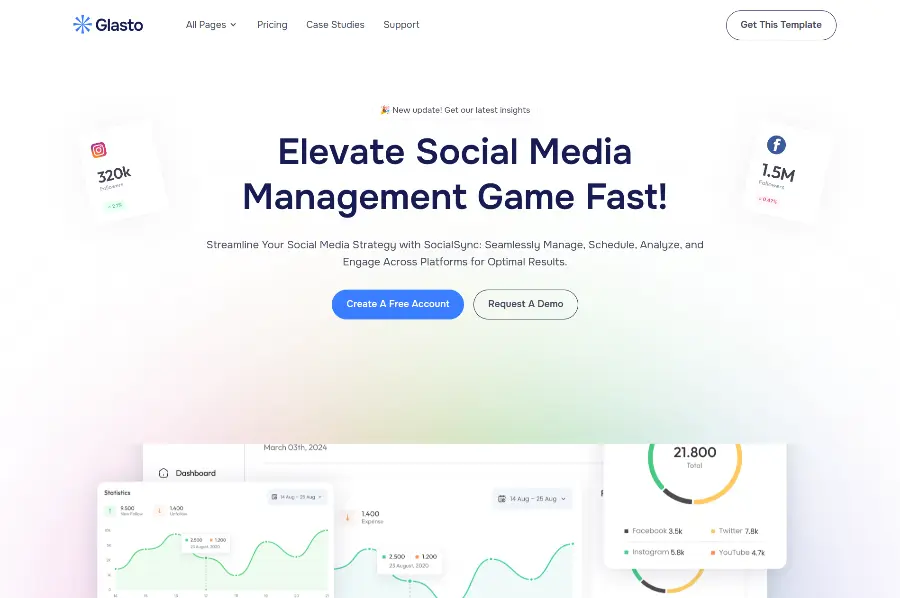 Glasto
All Pages
Pricing
Case Studies
Support
Get This Template
🎉 New update! Get our latest insights
Elevate Social Media
Management Game Fast!
320k
Followers
1.5M
Followers
Streamline Your Social Media Strategy with SocialSync: Seamlessly Manage, Schedule, Analyze, and
Engage Across Platforms for Optimal Results.
Create A Free Account
Request A Demo
March 03th, 2024
Dashboard
21.800
Total
Statistics
14 Aug – 25 Aug
9.500
New Follow
1.400
Unfollow
2.500
1.200
23 August, 2020
1.400
Expense
14 Aug – 25 Aug
2.500
1.200
23 August, 2020
Facebook 3.5k
Twitter 7.8k
Instagram 5.8k
YouTube 4.7k